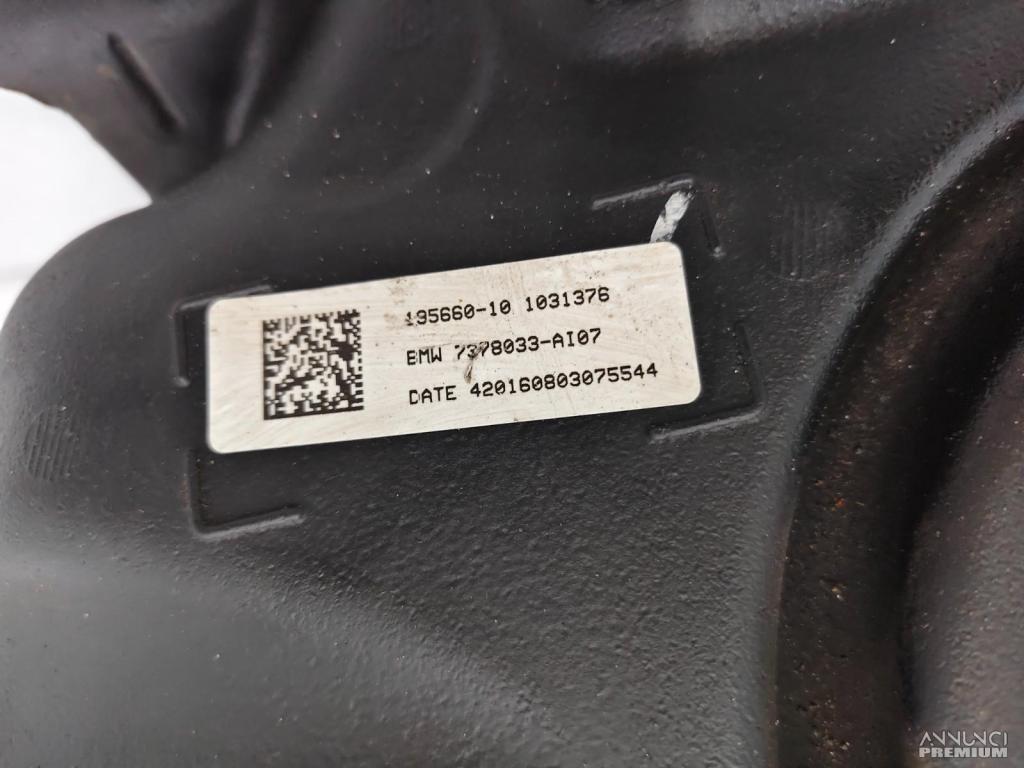 195660-10 1031376
BMW 7378033-AI07
DATE 420160803075544
ANNUNCI
PREMIUM